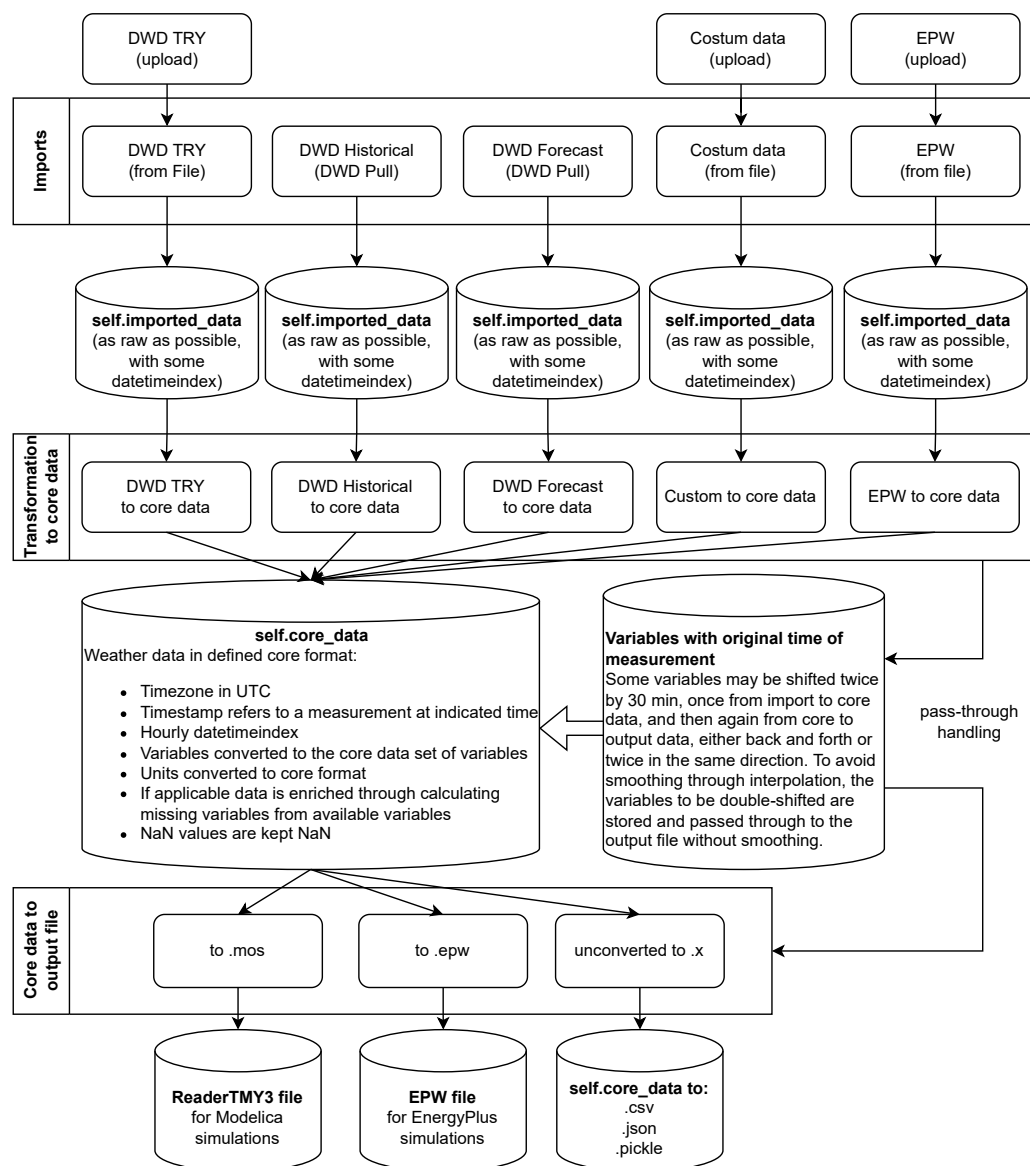 DWD TRY
(upload)
Costum data
(upload)
EPW
(upload)
Imports
DWD TRY
(from File)
DWD Historical
(DWD Pull)
DWD Forecast
(DWD Pull)
Costum data
(from file)
EPW
(from file)
self.imported_data
(as raw as possible,
with some
datetimeindex)
self.imported_data
(as raw as possible,
with some
datetimeindex)
self.imported_data
(as raw as possible,
with some
datetimeindex)
self.imported_data
(as raw as possible,
with some
datetimeindex)
self.imported_data
(as raw as possible,
with some
datetimeindex)
Transformation
to core data
DWD TRY
to core data
DWD Historical
to core data
DWD Forecast
to core data
Custom to core data
EPW to core data
self.core_data
Weather data in defined core format:
• Timezone in UTC
• Timestamp refers to a measurement at indicated time
• Hourly datetimeindex
• Variables converted to the core data set of variables
• Units converted to core format
• If applicable data is enriched through calculating
missing variables from available variables
• NaN values are kept NaN
Variables with original time of
measurement
Some variables may be shifted twice
by 30 min, once from import to core
data, and then again from core to
output data, either back and forth or
twice in the same direction. To avoid
smoothing through interpolation, the
variables to be double-shifted are
stored and passed through to the
output file without smoothing.
pass-through
handling
Core data to
output file
to .mos
to .epw
unconverted to .x
ReaderTMY3 file
for Modelica
simulations
EPW file
for EnergyPlus
simulations
self.core_data to:
.csv
.json
.pickle